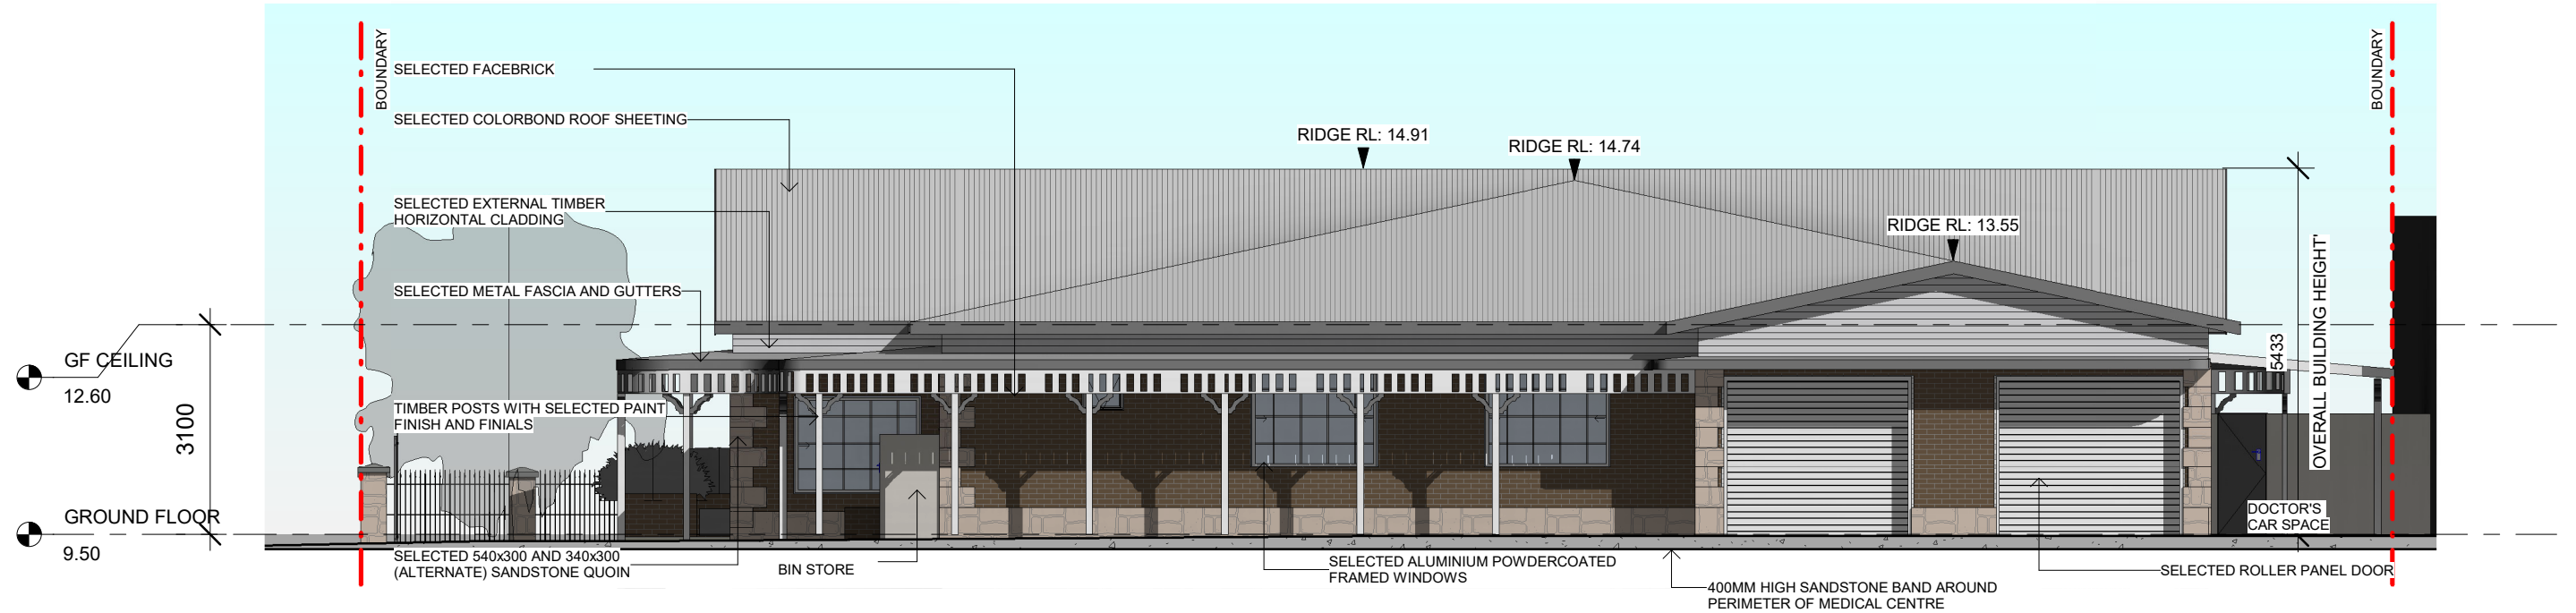 BOUNDARY
BOUNDARY
SELECTED FACEBRICK
SELECTED COLORBOND ROOF SHEETING
RIDGE RL: 14.91
RIDGE RL: 14.74
SELECTED EXTERNAL TIMBER
HORIZONTAL CLADDING
RIDGE RL: 13.55
SELECTED METAL FASCIA AND GUTTERS
GF CEILING
12.60
3100
TIMBER POSTS WITH SELECTED PAINT
FINISH AND FINIALS
5433
OVERALL BUILDING HEIGHT'
GROUND FLOOR
9.50
DOCTOR'S
CAR SPACE
SELECTED 540x300 AND 340x300
(ALTERNATE) SANDSTONE QUOIN
BIN STORE
SELECTED ALUMINIUM POWDERCOATED
FRAMED WINDOWS
SELECTED ROLLER PANEL DOOR
400MM HIGH SANDSTONE BAND AROUND
PERIMETER OF MEDICAL CENTRE